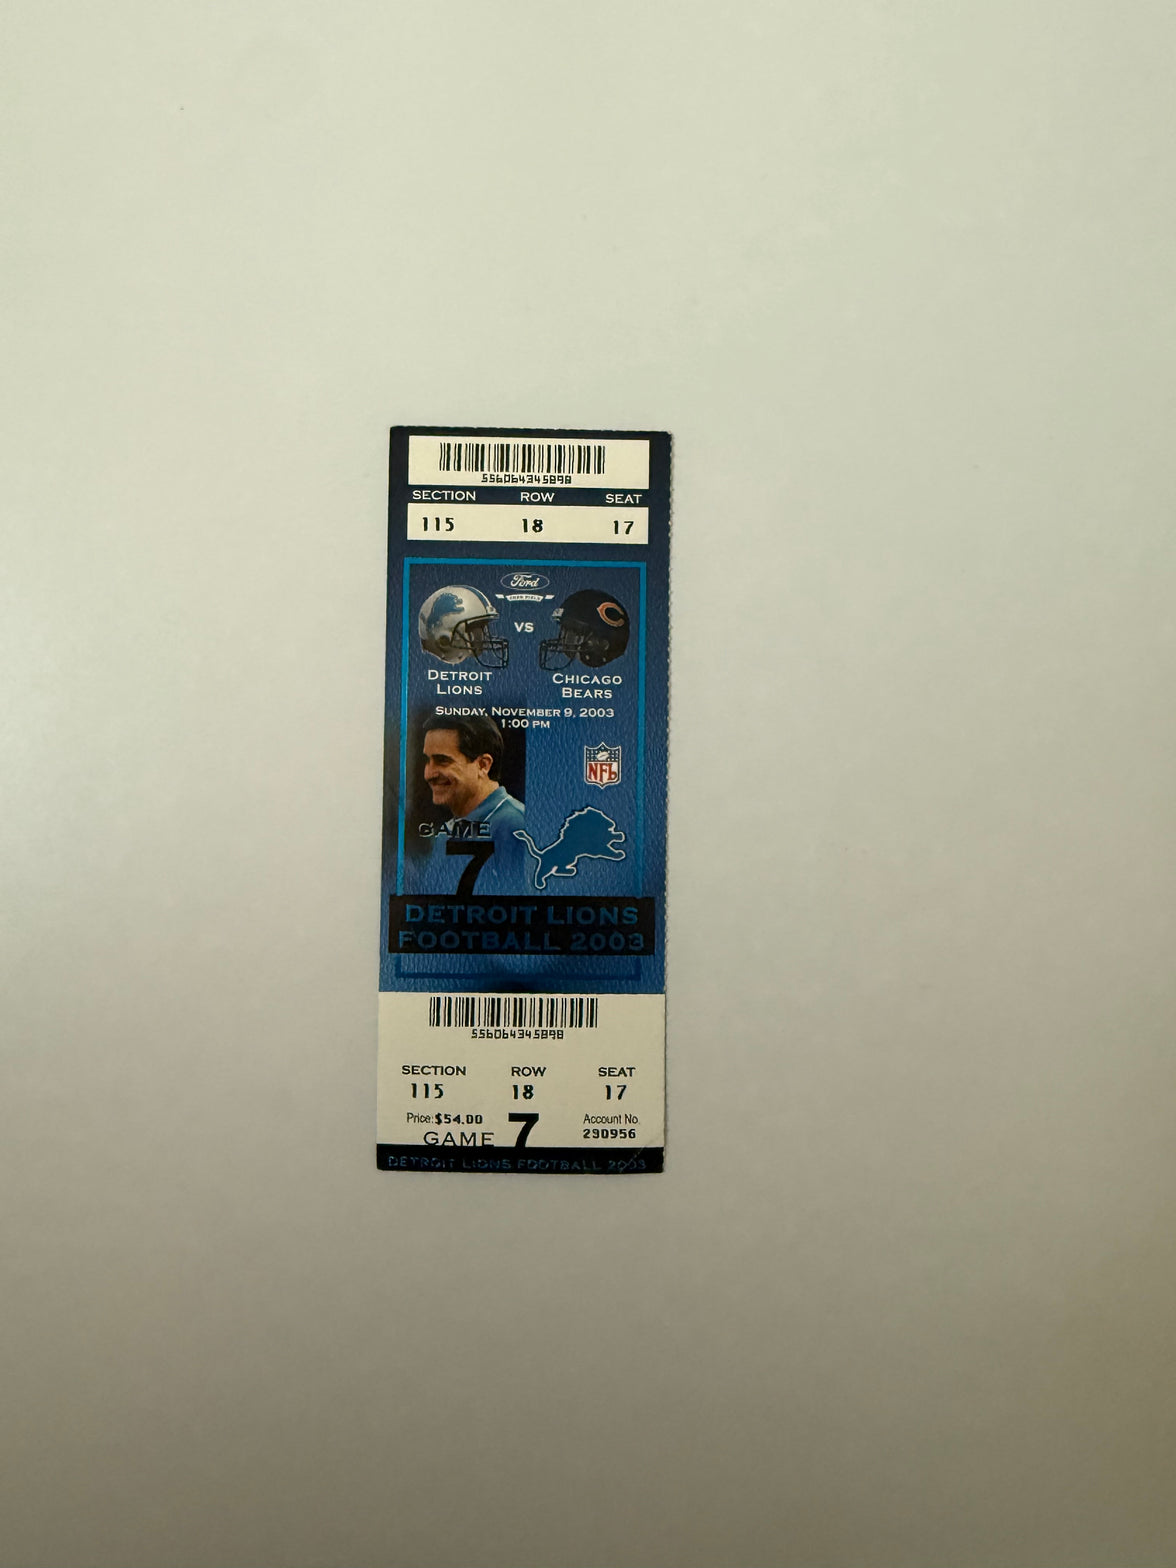 556064345898
SECTION ROW SEAT
115 18 17
Ford
FORD FIELD
VS
DETROIT LIONS
CHICAGO BEARS
SUNDAY, NOVEMBER 9, 2003
1:00 PM
NFL
GAME
7
DETROIT LIONS
FOOTBALL 2003
556064345898
SECTION ROW SEAT
115 18 17
Price: $54.00
Account No.
GAME 7
290956
DETROIT LIONS FOOTBALL 2003